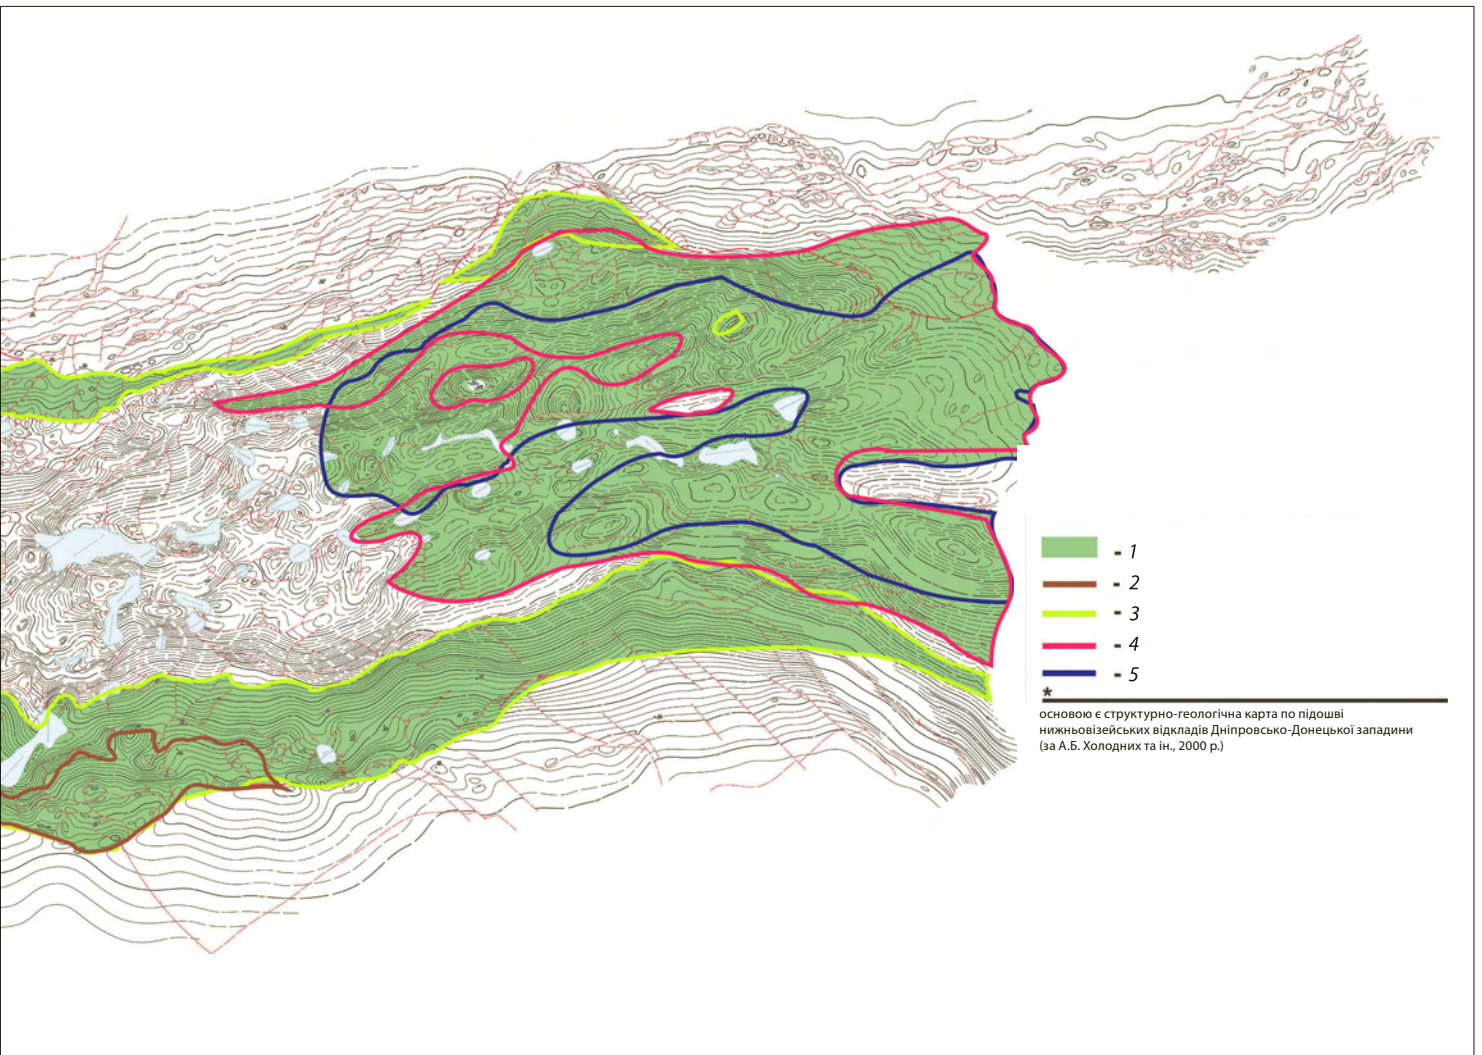 - 1
- 2
- 3
- 4
- 5
*
основою є структурно-геологічна карта по підошві
нижньовізейських відкладів Дніпровсько-Донецької западини
(за А.Б. Холодних та ін., 2000 р.)